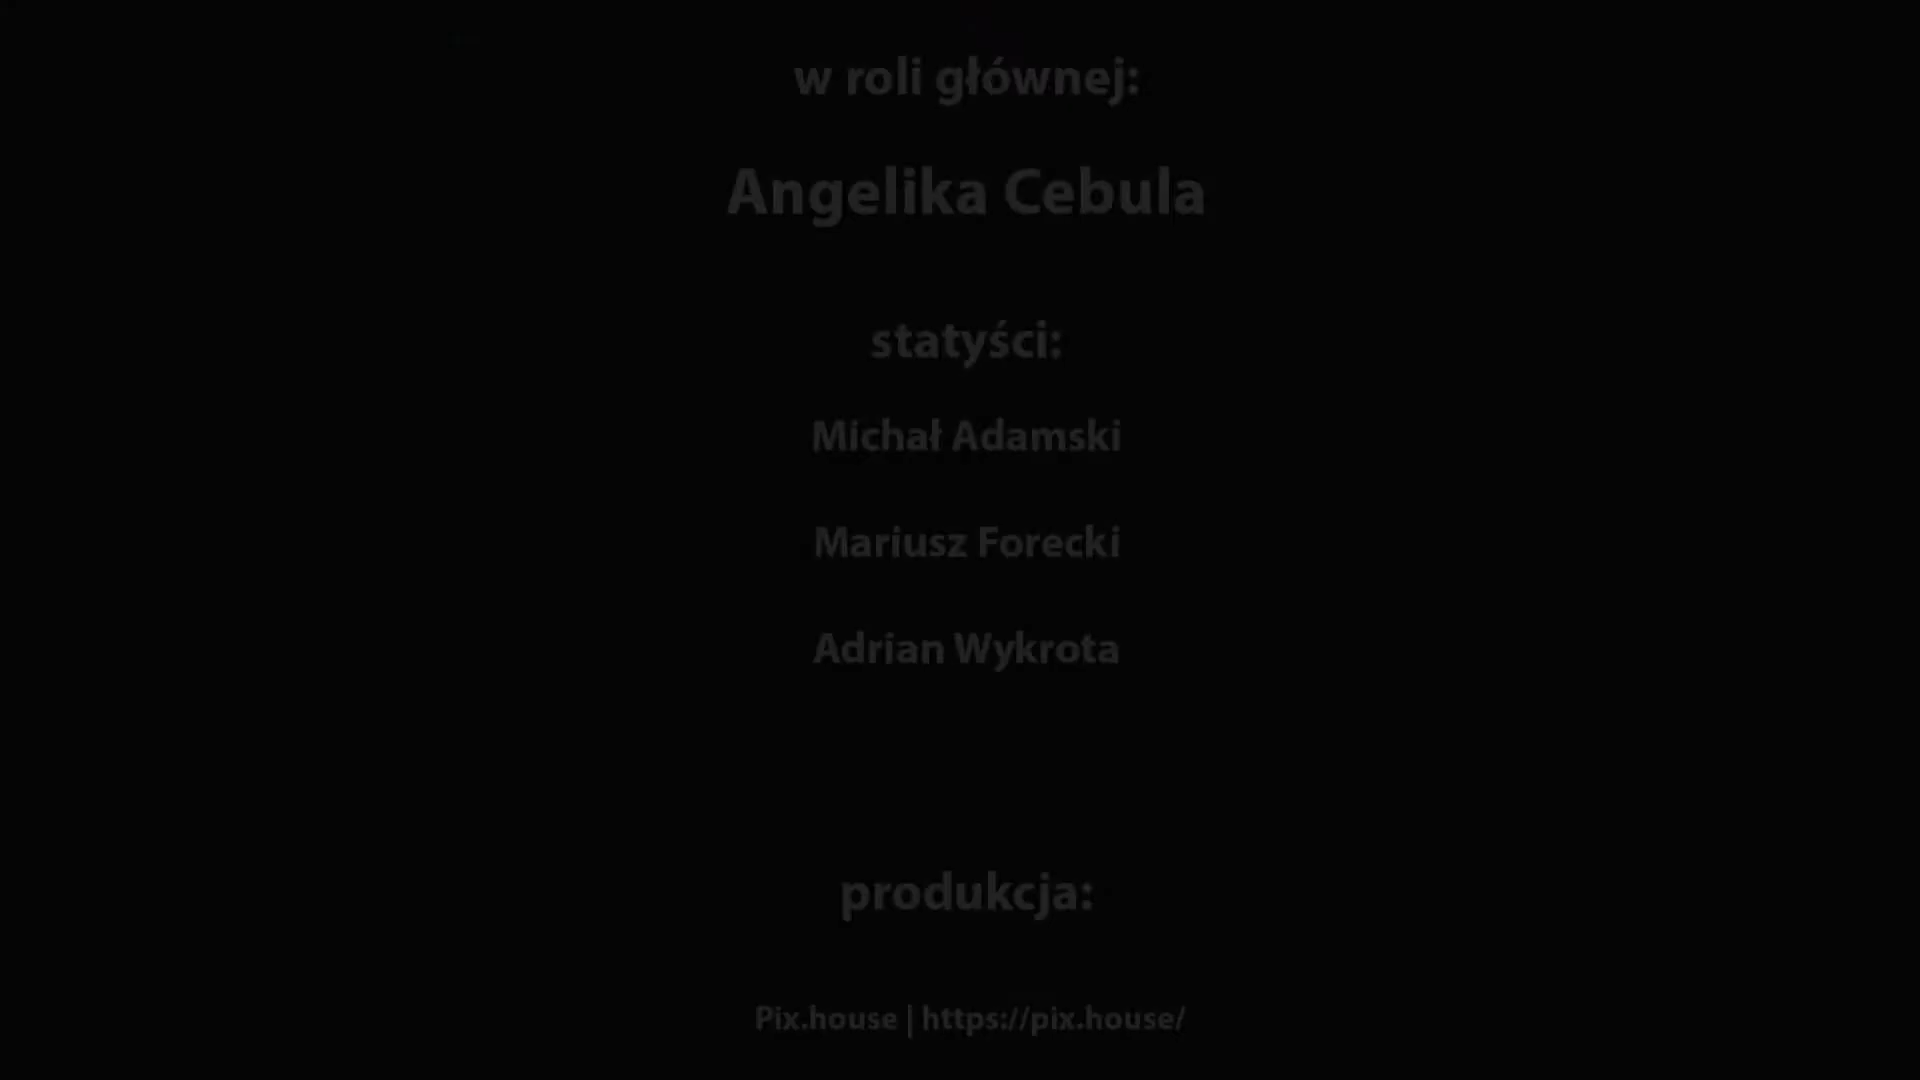 w roli głównej:
Angelika Cebula
statyści:
Michał Adamski
Mariusz Forecki
Adrian Wykrota
produkcja:
Pix.house | https://pix.house/